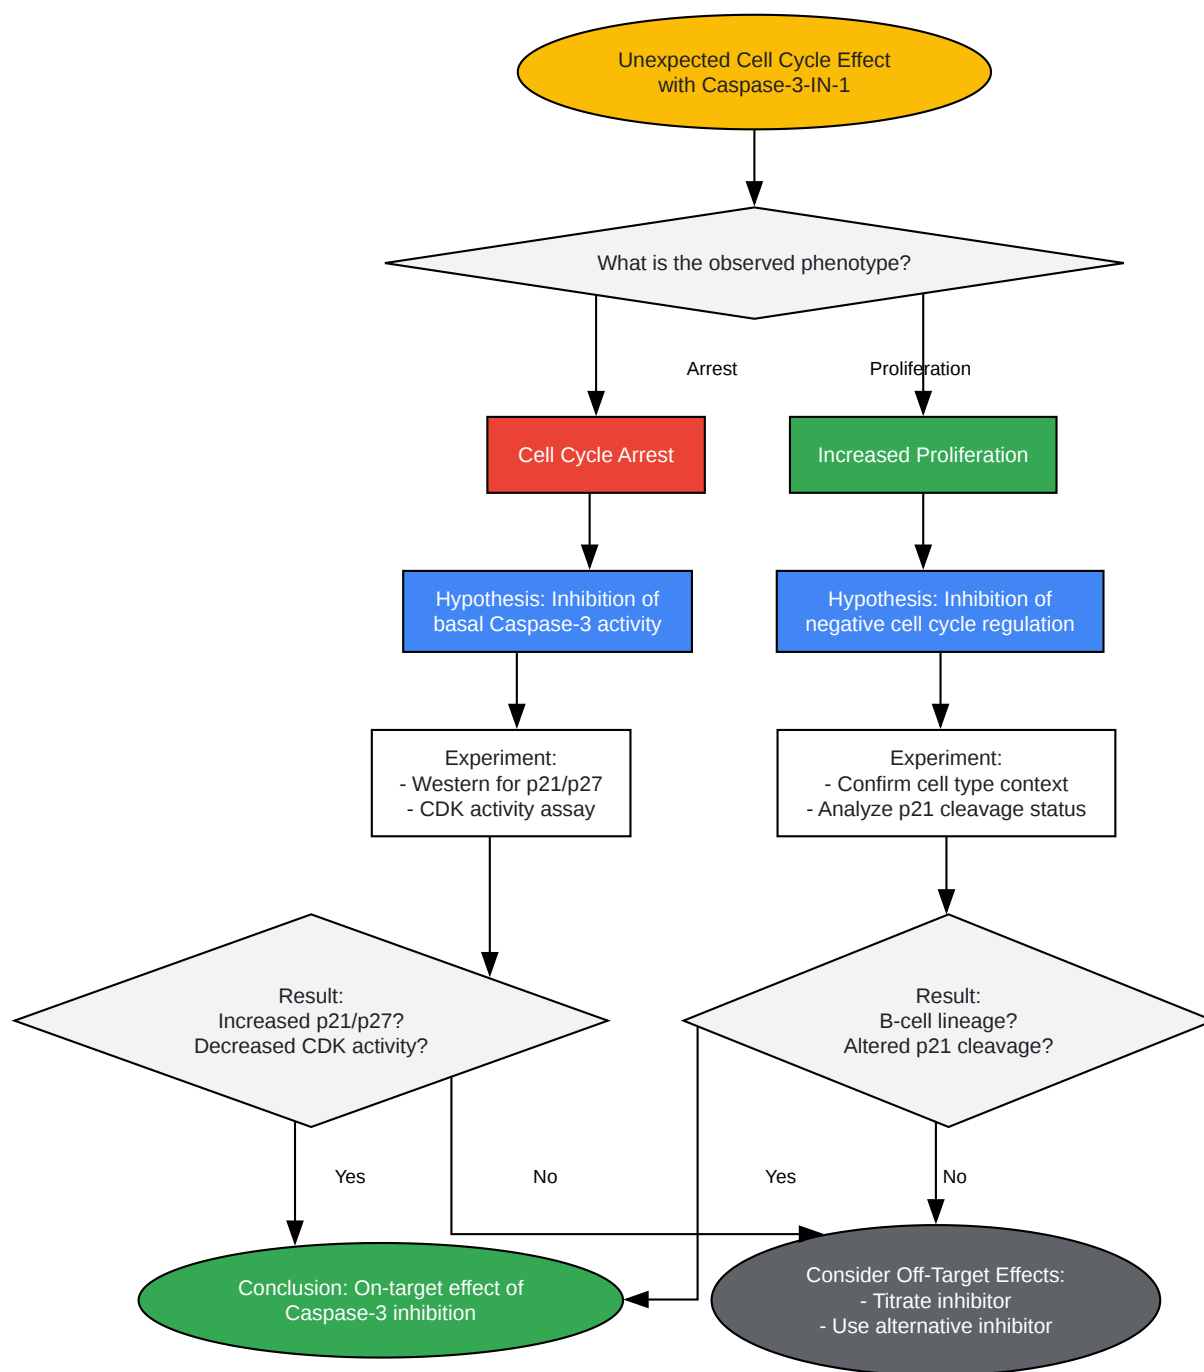 Unexpected Cell Cycle Effect
with Caspase-3-IN-1
What is the observed phenotype?
Arrest
Proliferation
Cell Cycle Arrest
Increased Proliferation
Hypothesis: Inhibition of
basal Caspase-3 activity
Hypothesis: Inhibition of
negative cell cycle regulation
Experiment:
- Western for p21/p27
- CDK activity assay
Experiment:
- Confirm cell type context
- Analyze p21 cleavage status
Result:
Increased p21/p27?
Decreased CDK activity?
Result:
B-cell lineage?
Altered p21 cleavage?
Yes
No
Yes
No
Conclusion: On-target effect of
Caspase-3 inhibition
Consider Off-Target Effects:
- Titrate inhibitor
- Use alternative inhibitor